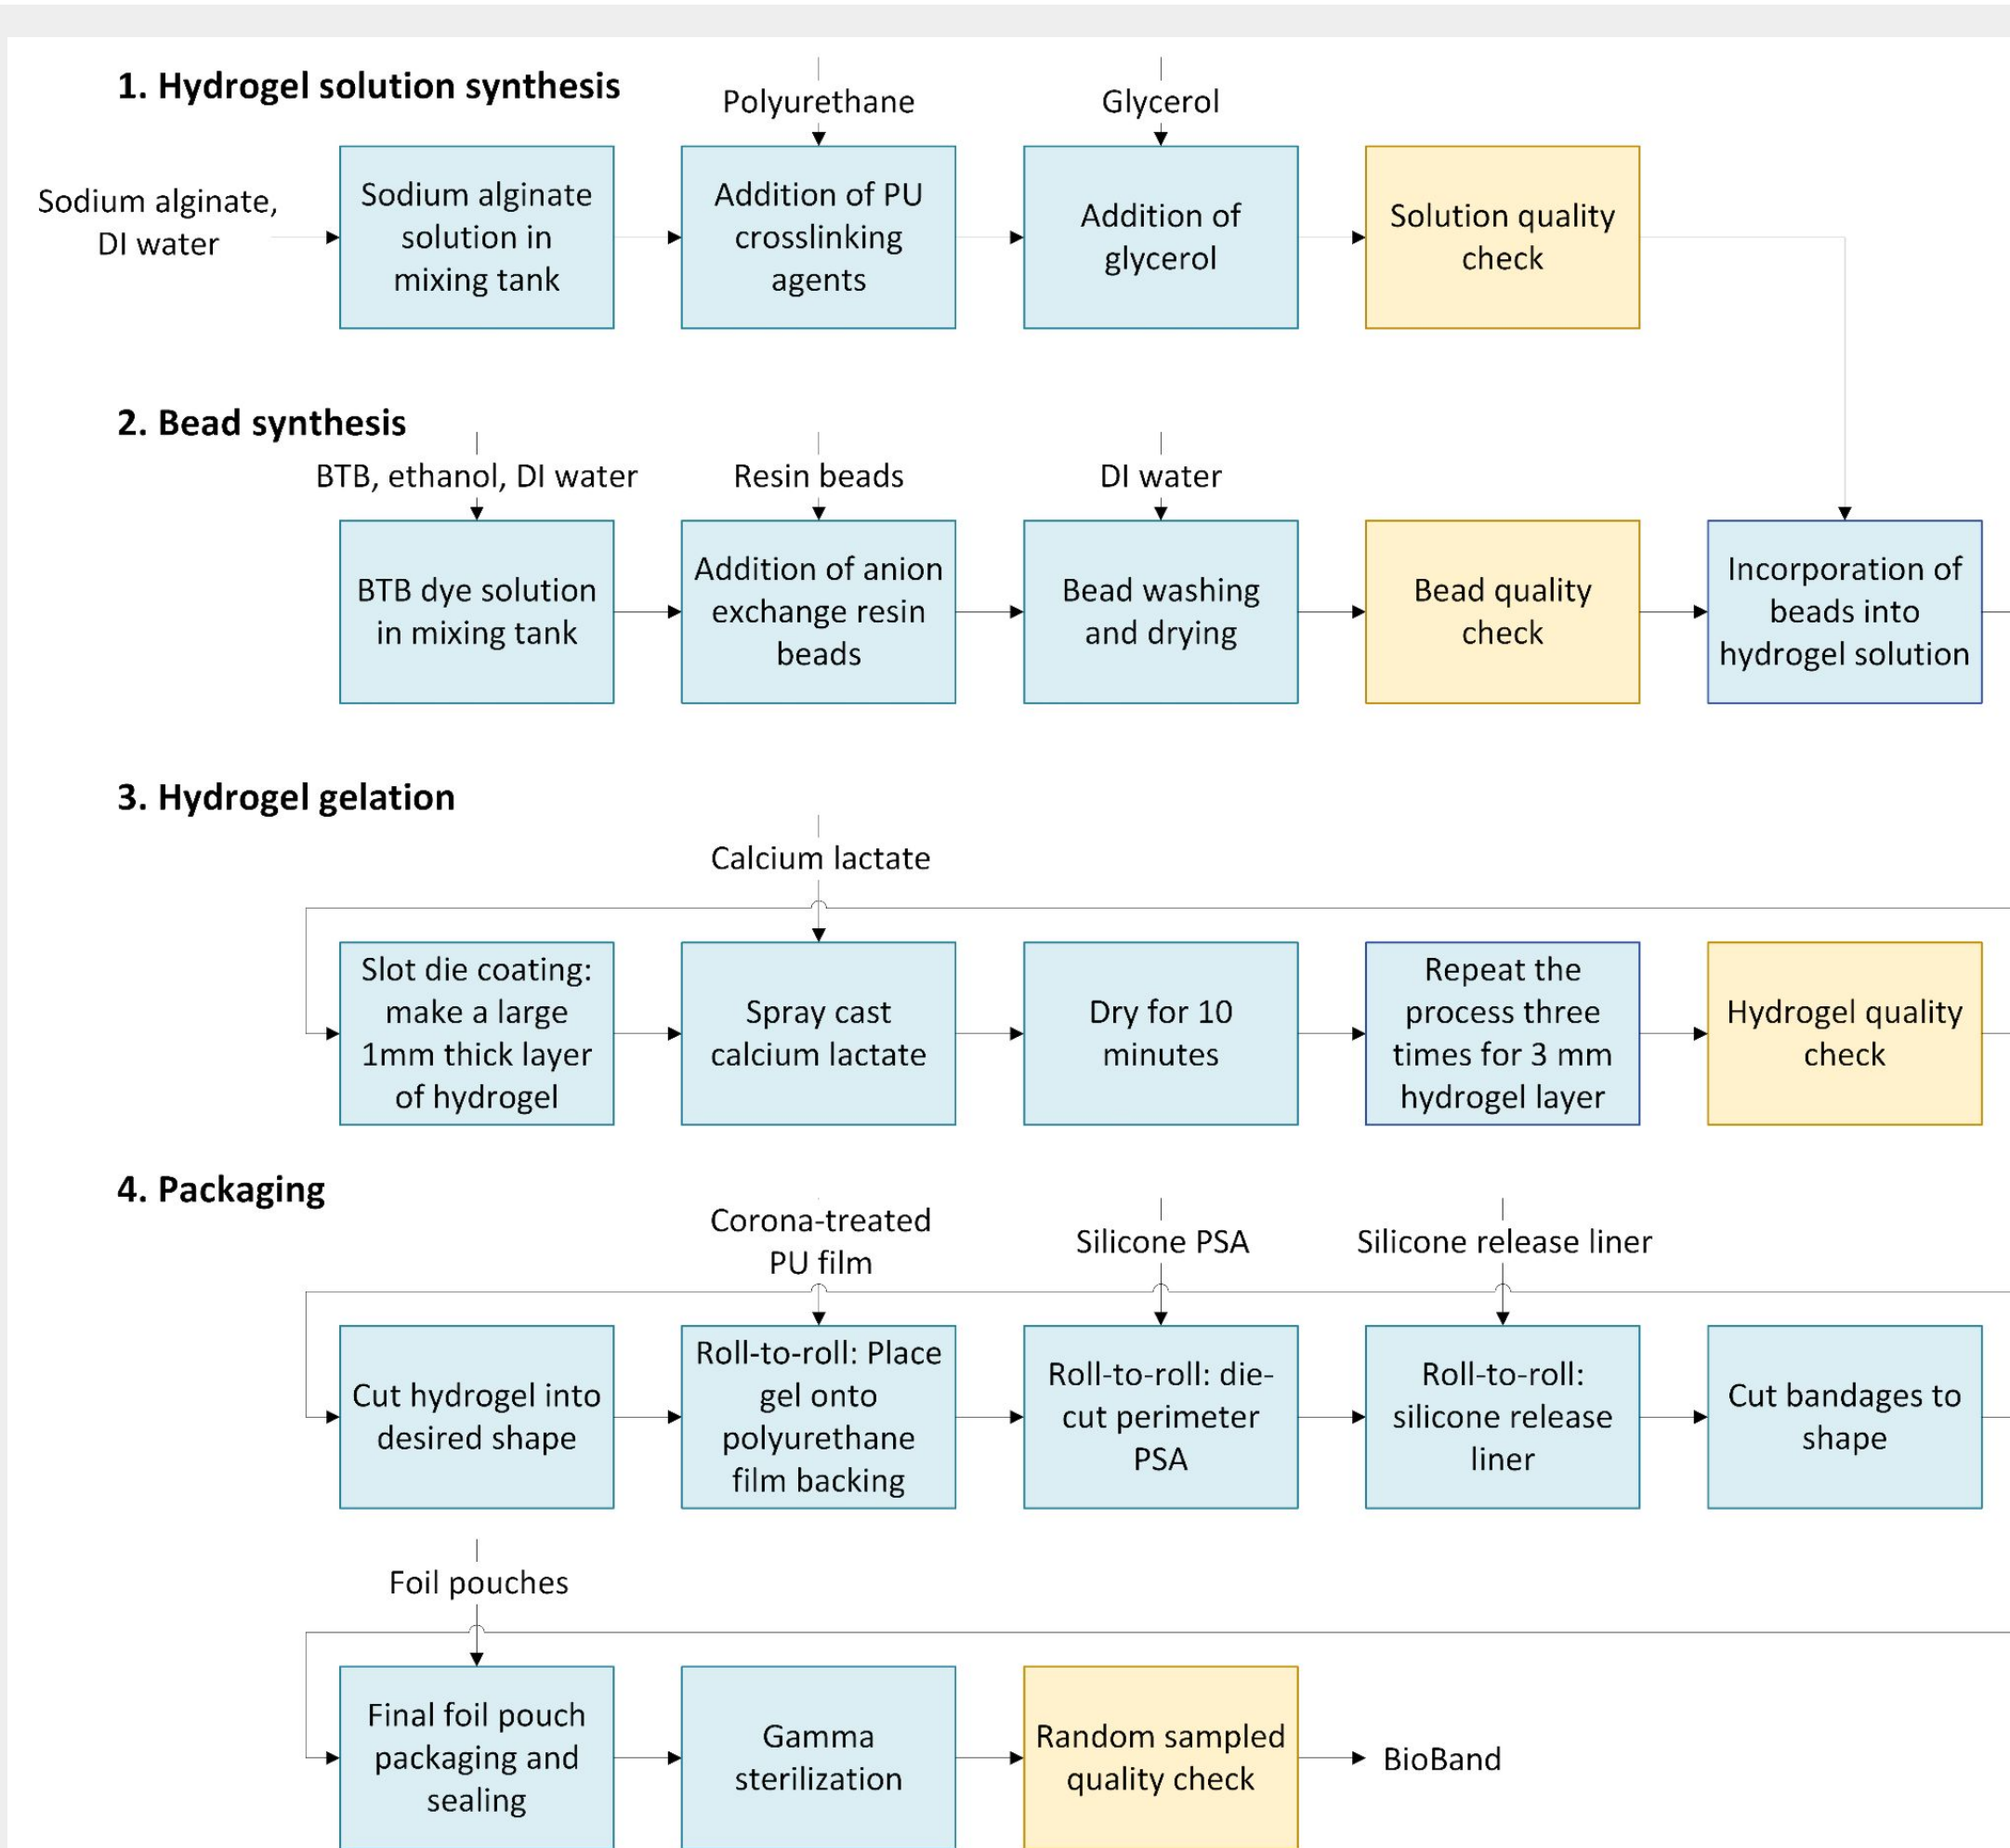 1. Hydrogel solution synthesis
Polyurethane
Glycerol
Sodium alginate,
DI water
Sodium alginate
solution in
mixing tank
Addition of PU
crosslinking
agents
Addition of
glycerol
Solution quality
check
2. Bead synthesis
BTB, ethanol, DI water
Resin beads
DI water
BTB dye solution
in mixing tank
Addition of anion
exchange resin
beads
Bead washing
and drying
Bead quality
check
Incorporation of
beads into
hydrogel solution
3. Hydrogel gelation
Calcium lactate
Slot die coating:
make a large
1mm thick layer
of hydrogel
Spray cast
calcium lactate
Dry for 10
minutes
Repeat the
process three
times for 3 mm
hydrogel layer
Hydrogel quality
check
4. Packaging
Corona-treated
PU film
Silicone PSA
Silicone release liner
Cut hydrogel into
desired shape
Roll-to-roll: Place
gel onto
polyurethane
film backing
Roll-to-roll: die-
cut perimeter
PSA
Roll-to-roll:
silicone release
liner
Cut bandages to
shape
Foil pouches
Final foil pouch
packaging and
sealing
Gamma
sterilization
Random sampled
quality check
BioBand